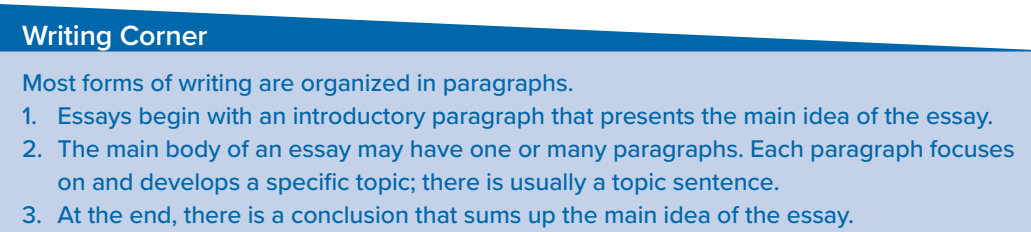 Writing Corner
Most forms of writing are organized in paragraphs.
1. Essays begin with an introductory paragraph that presents the main idea of the essay.
2. The main body of an essay may have one or many paragraphs. Each paragraph focuses
on and develops a specific topic; there is usually a topic sentence.
3. At the end, there is a conclusion that sums up the main idea of the essay.